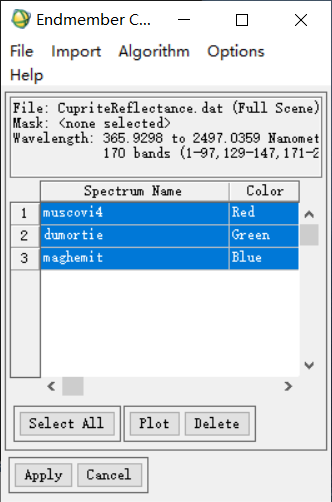 Endmember C...
File Import Algorithm Options
Help
File: CupriteReflectance.dat (Full Scene)
Mask: <none selected>
Wavelength: 365.9298 to 2497.0359 Nanomet
170 bands (1-97,129-147,171-2
Spectrum Name Color
1 muscovi4 Red
2 dumortie Green
3 maghemit Blue
Select All Plot Delete
Apply Cancel